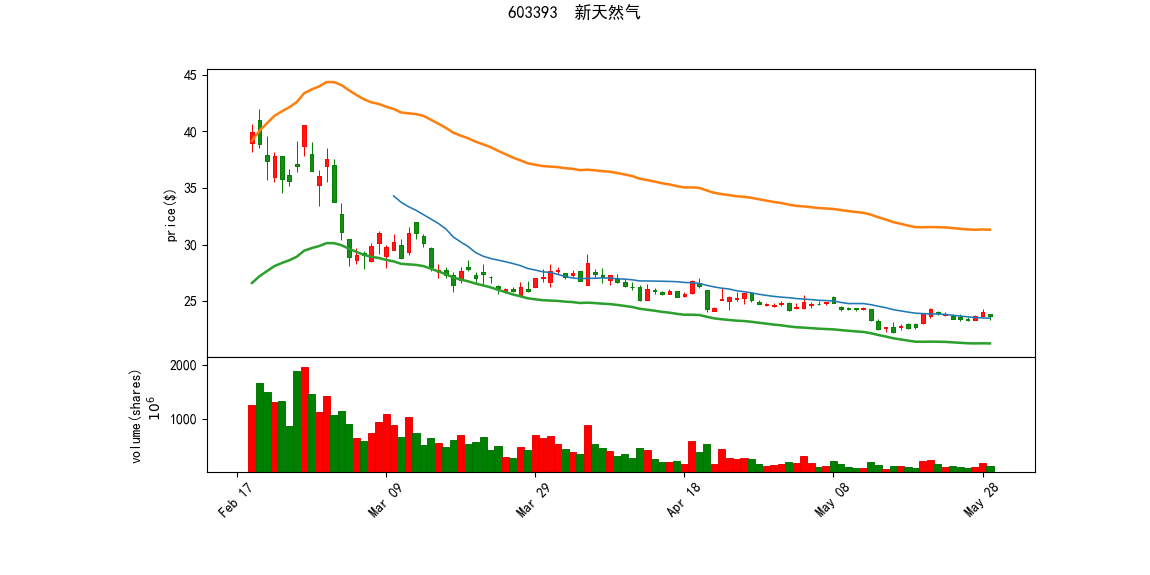 603393 新天然气
45
40
35
30
25
price($)
2000
1000
volume(shares)
10^6
Feb 17
Mar 09
Mar 29
Apr 18
May 08
May 28